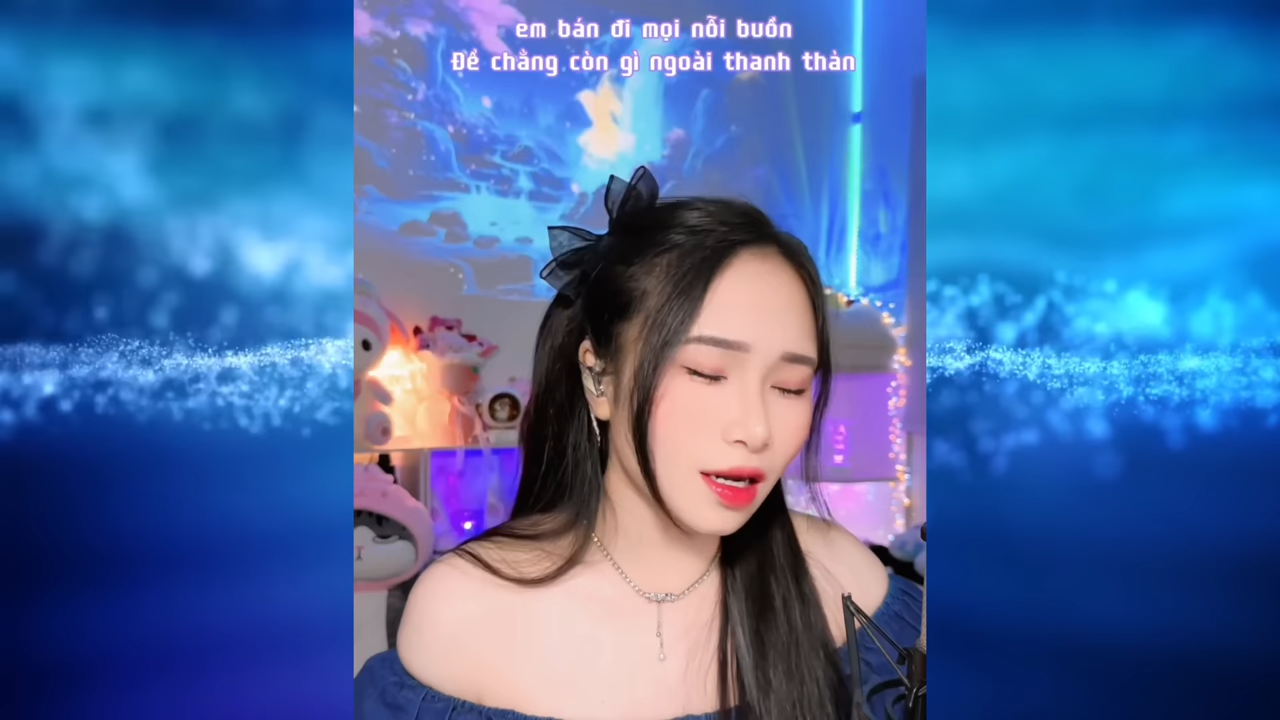 em bán đi mọi nỗi buồn
Để chẳng còn gì ngoài thanh thản